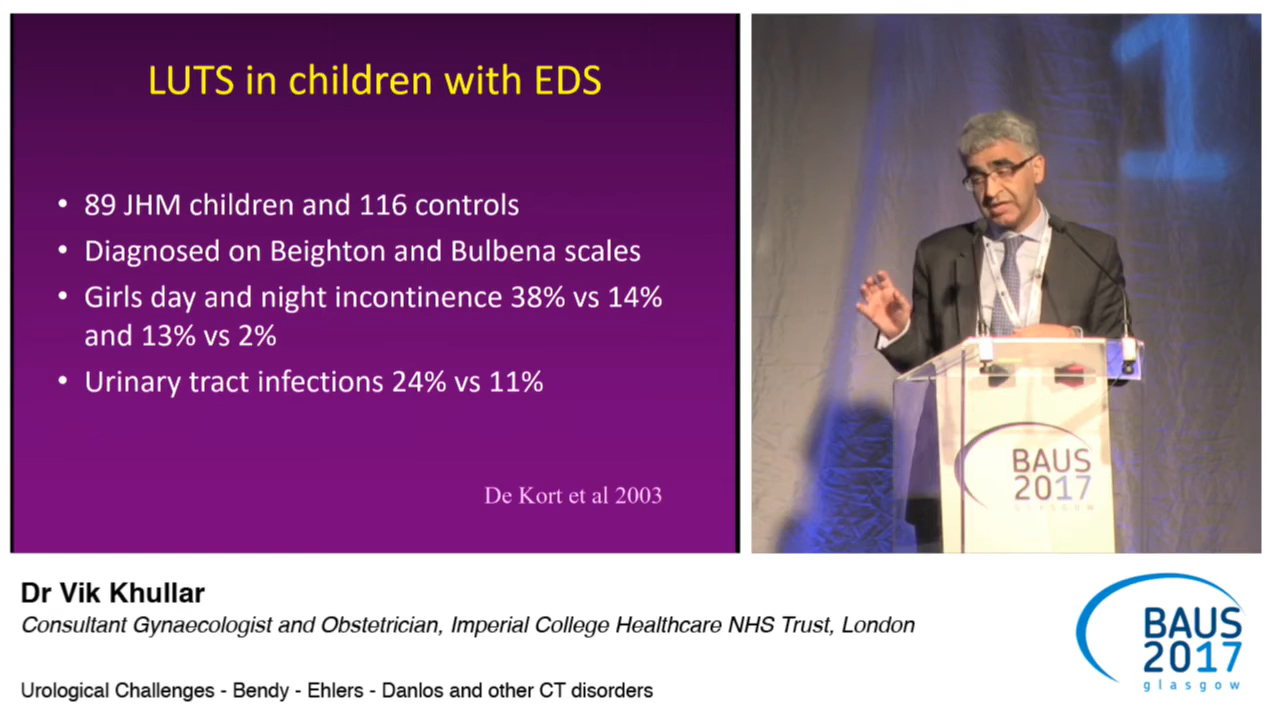 LUTS in children with EDS
• 89 JHM children and 116 controls
• Diagnosed on Beighton and Bulbena scales
• Girls day and night incontinence 38% vs 14%
and 13% vs 2%
• Urinary tract infections 24% vs 11%
De Kort et al 2003
1
BAUS
2017
GLASGOW
Dr Vik Khullar
Consultant Gynaecologist and Obstetrician, Imperial College Healthcare NHS Trust, London
Urological Challenges - Bendy - Ehlers - Danlos and other CT disorders
BAUS
2017
glasgow